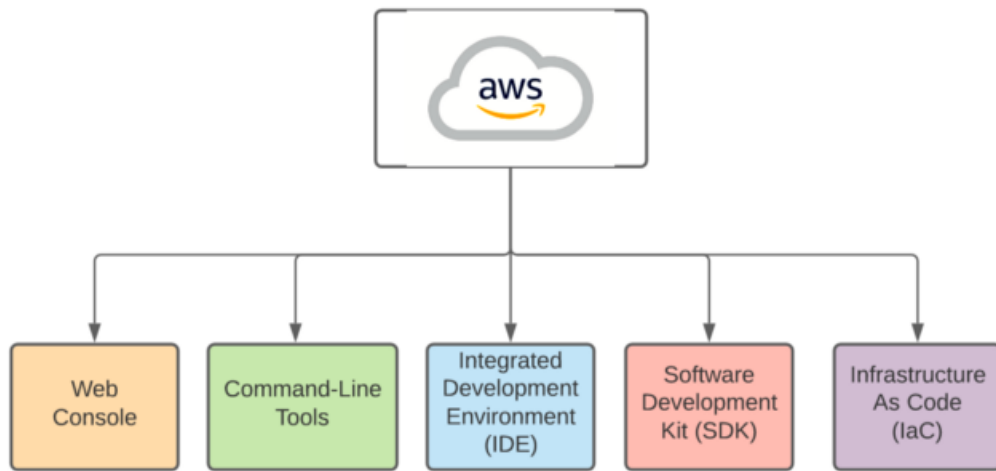 aws
Web
Console
Command-Line
Tools
Integrated
Development
Environment
(IDE)
Software
Development
Kit (SDK)
Infrastructure
As Code
(IaC)